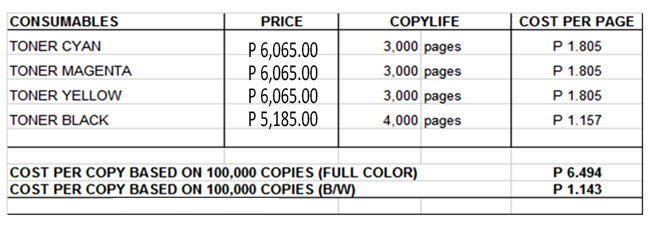 CONSUMABLES PRICE COPYLIFE COST PER PAGE
TONER CYAN P 6,065.00 3,000 pages P 1.805
TONER MAGENTA P 6,065.00 3,000 pages P 1.805
TONER YELLOW P 6,065.00 3,000 pages P 1.805
TONER BLACK P 5,185.00 4,000 pages P 1.157
COST PER COPY BASED ON 100,000 COPIES (FULL COLOR) P 6.494
COST PER COPY BASED ON 100,000 COPIES (B/W) P 1.143